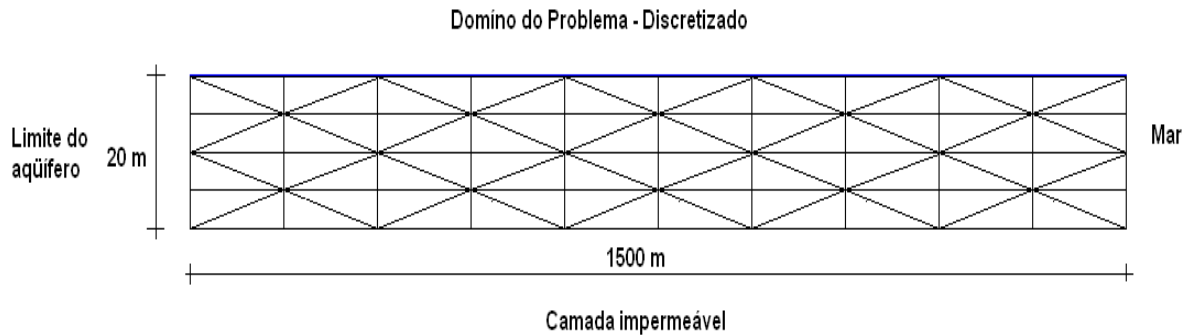 Domíno do Problema - Discretizado
Limite do
aqüífero
20 m
Mar
1500 m
Camada impermeável